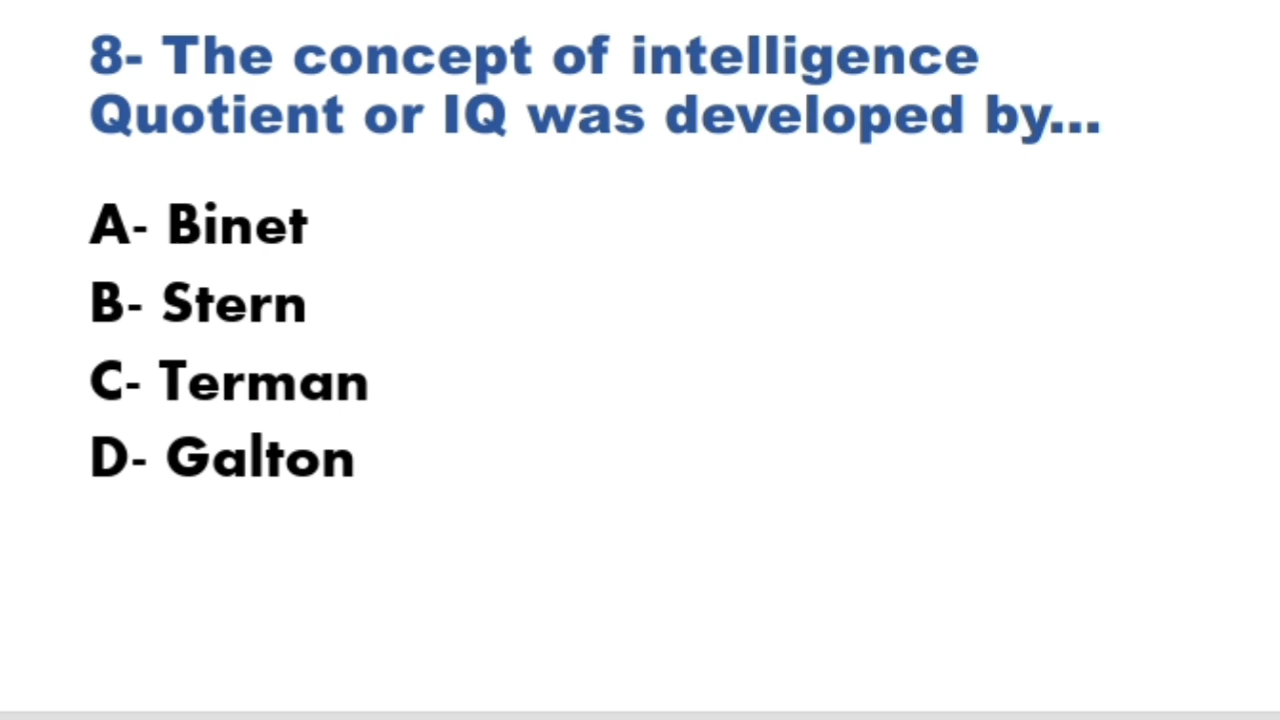 8- The concept of intelligence
Quotient or IQ was developed by...
A- Binet
B- Stern
C- Terman
D- Galton